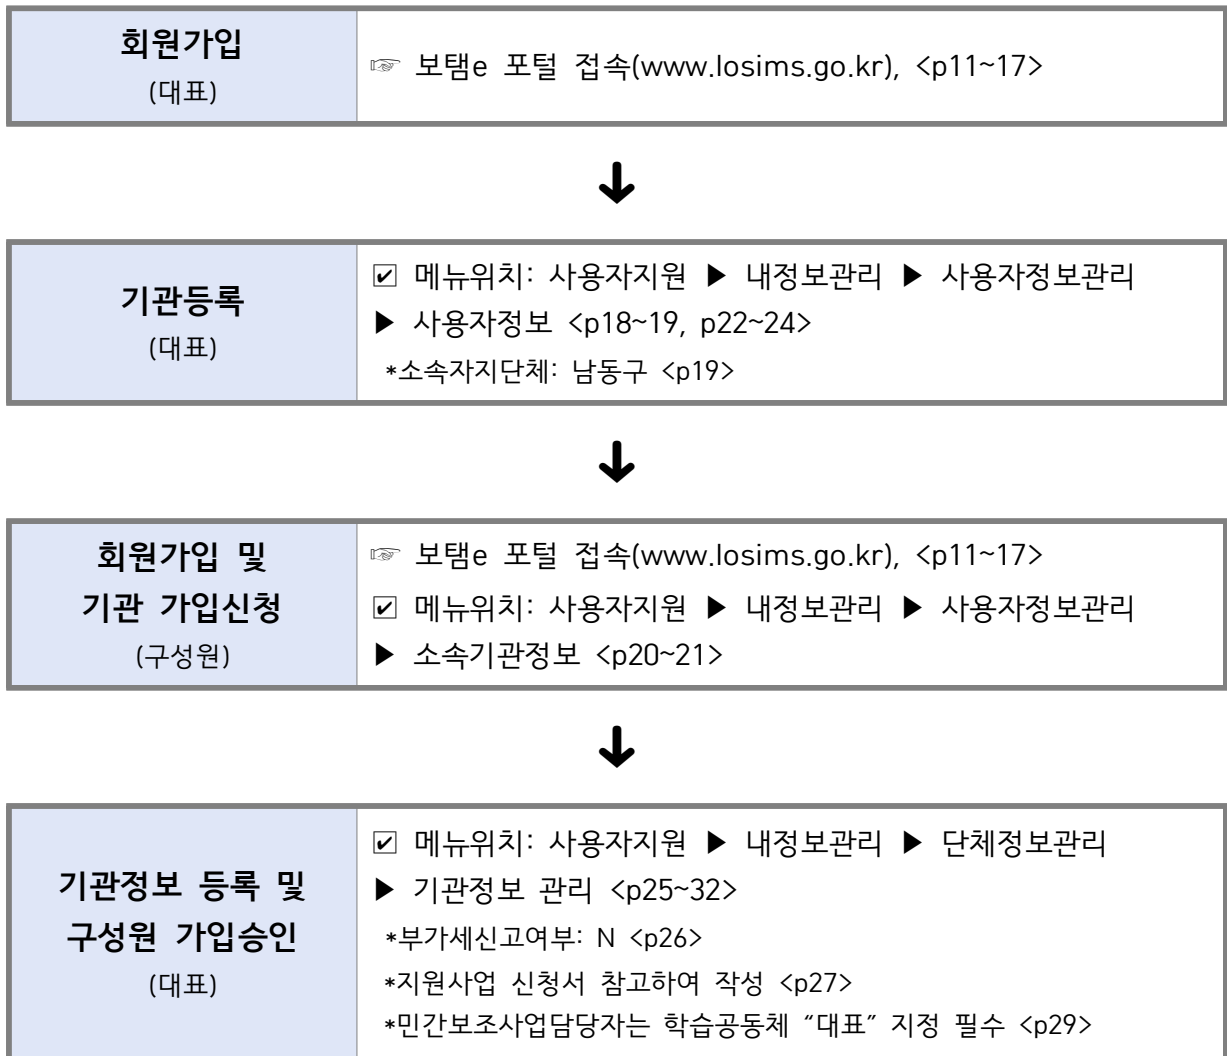 회원가입
(대표)
☞ 보탬e 포털 접속(www.losims.go.kr), <p11~17>
기관등록
(대표)
☑ 메뉴위치: 사용자지원 ▶ 내정보관리 ▶ 사용자정보관리
▶ 사용자정보 <p18~19, p22~24>
*소속자지단체: 남동구 <p19>
회원가입 및
기관 가입신청
(구성원)
☞ 보탬e 포털 접속(www.losims.go.kr), <p11~17>
☑ 메뉴위치: 사용자지원 ▶ 내정보관리 ▶ 사용자정보관리
▶ 소속기관정보 <p20~21>
기관정보 등록 및
구성원 가입승인
(대표)
☑ 메뉴위치: 사용자지원 ▶ 내정보관리 ▶ 단체정보관리
▶ 기관정보 관리 <p25~32>
*부가세신고여부: N <p26>
*지원사업 신청서 참고하여 작성 <p27>
*민간보조사업담당자는 학습공동체 “대표” 지정 필수 <p29>